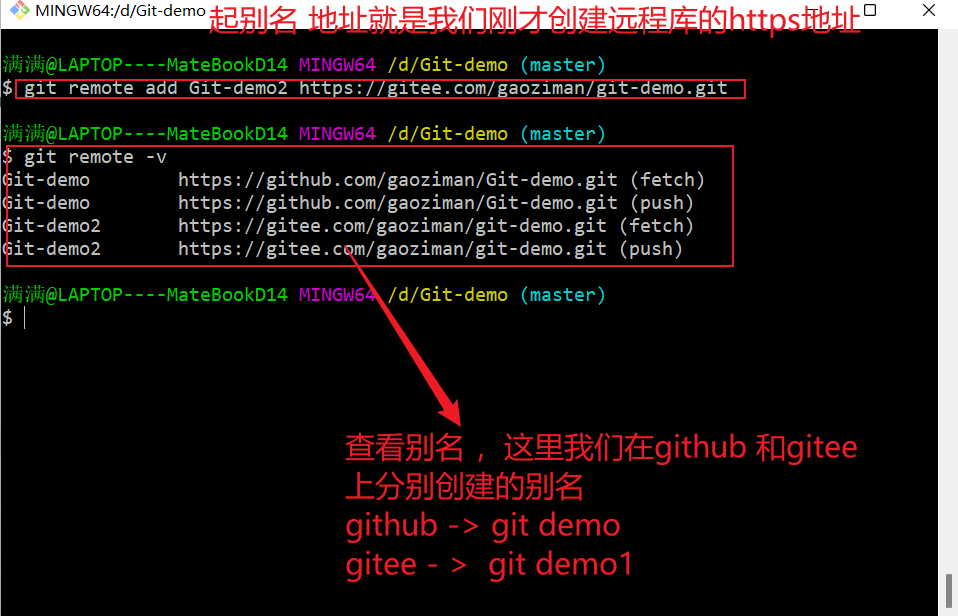 MINGW64:/d/Git-demo
起别名 地址就是我们刚才创建远程库的https地址
满满@LAPTOP----MateBookD14 MINGW64 /d/Git-demo (master)
$ git remote add Git-demo2 https://gitee.com/gaoziman/git-demo.git
满满@LAPTOP----MateBookD14 MINGW64 /d/Git-demo (master)
$ git remote -v
Git-demo https://github.com/gaoziman/Git-demo.git (fetch)
Git-demo https://github.com/gaoziman/Git-demo.git (push)
Git-demo2 https://gitee.com/gaoziman/git-demo.git (fetch)
Git-demo2 https://gitee.com/gaoziman/git-demo.git (push)
满满@LAPTOP----MateBookD14 MINGW64 /d/Git-demo (master)
$
查看别名 ，这里我们在github 和gitee
上分别创建的别名
github -> git demo
gitee - > git demo1